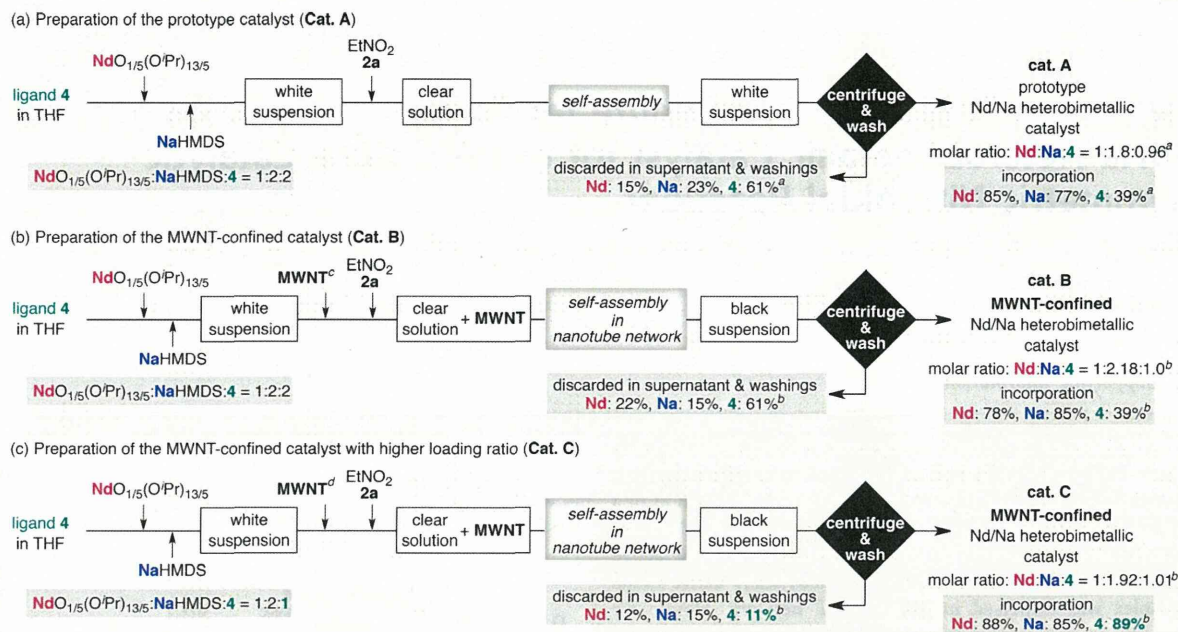 (a) Preparation of the prototype catalyst (Cat. A)
EtNO2
2a
NdO1/5(OiPr)13/5
ligand 4
in THF
white
suspension
clear
solution
self-assembly
white
suspension
centrifuge
&
wash
cat. A
prototype
Nd/Na heterobimetallic
catalyst
NaHMDS
molar ratio: Nd:Na:4 = 1:1.8:0.96a
NdO1/5(OiPr)13/5:NaHMDS:4 = 1:2:2
discarded in supernatant & washings
Nd: 15%, Na: 23%, 4: 61%a
incorporation
Nd: 85%, Na: 77%, 4: 39%a
(b) Preparation of the MWNT-confined catalyst (Cat. B)
NdO1/5(OiPr)13/5
MWNTc
EtNO2
2a
ligand 4
in THF
white
suspension
clear
solution
+ MWNT
self-assembly
in
nanotube network
black
suspension
centrifuge
&
wash
cat. B
MWNT-confined
Nd/Na heterobimetallic
catalyst
NaHMDS
molar ratio: Nd:Na:4 = 1:2.18:1.0b
NdO1/5(OiPr)13/5:NaHMDS:4 = 1:2:2
discarded in supernatant & washings
Nd: 22%, Na: 15%, 4: 61%b
incorporation
Nd: 78%, Na: 85%, 4: 39%b
(c) Preparation of the MWNT-confined catalyst with higher loading ratio (Cat. C)
NdO1/5(OiPr)13/5
MWNTd
EtNO2
2a
ligand 4
in THF
white
suspension
clear
solution
+ MWNT
self-assembly
in
nanotube network
black
suspension
centrifuge
&
wash
cat. C
MWNT-confined
Nd/Na heterobimetallic
catalyst
NaHMDS
molar ratio: Nd:Na:4 = 1:1.92:1.01b
NdO1/5(OiPr)13/5:NaHMDS:4 = 1:2:1
discarded in supernatant & washings
Nd: 12%, Na: 15%, 4: 11%b
incorporation
Nd: 88%, Na: 85%, 4: 89%b